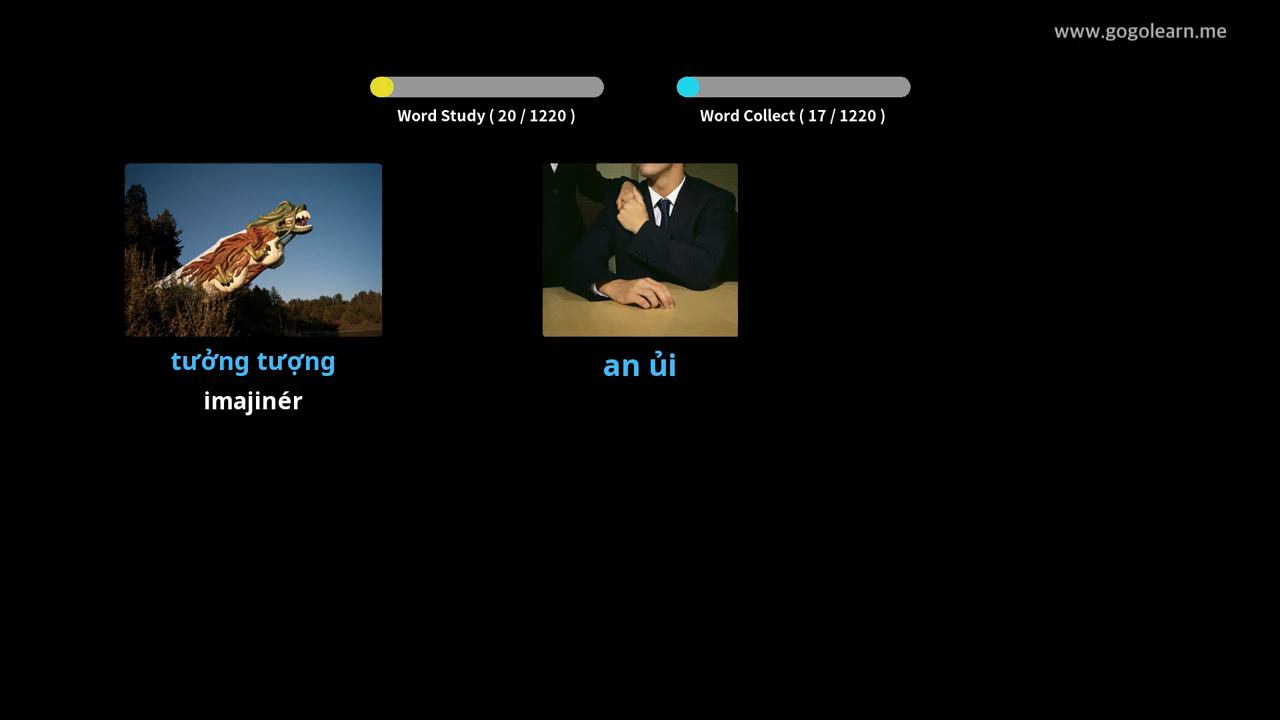 www.gogolearn.me
Word Study ( 20 / 1220 )
Word Collect ( 17 / 1220 )
tưởng tượng
imajinér
an ủi